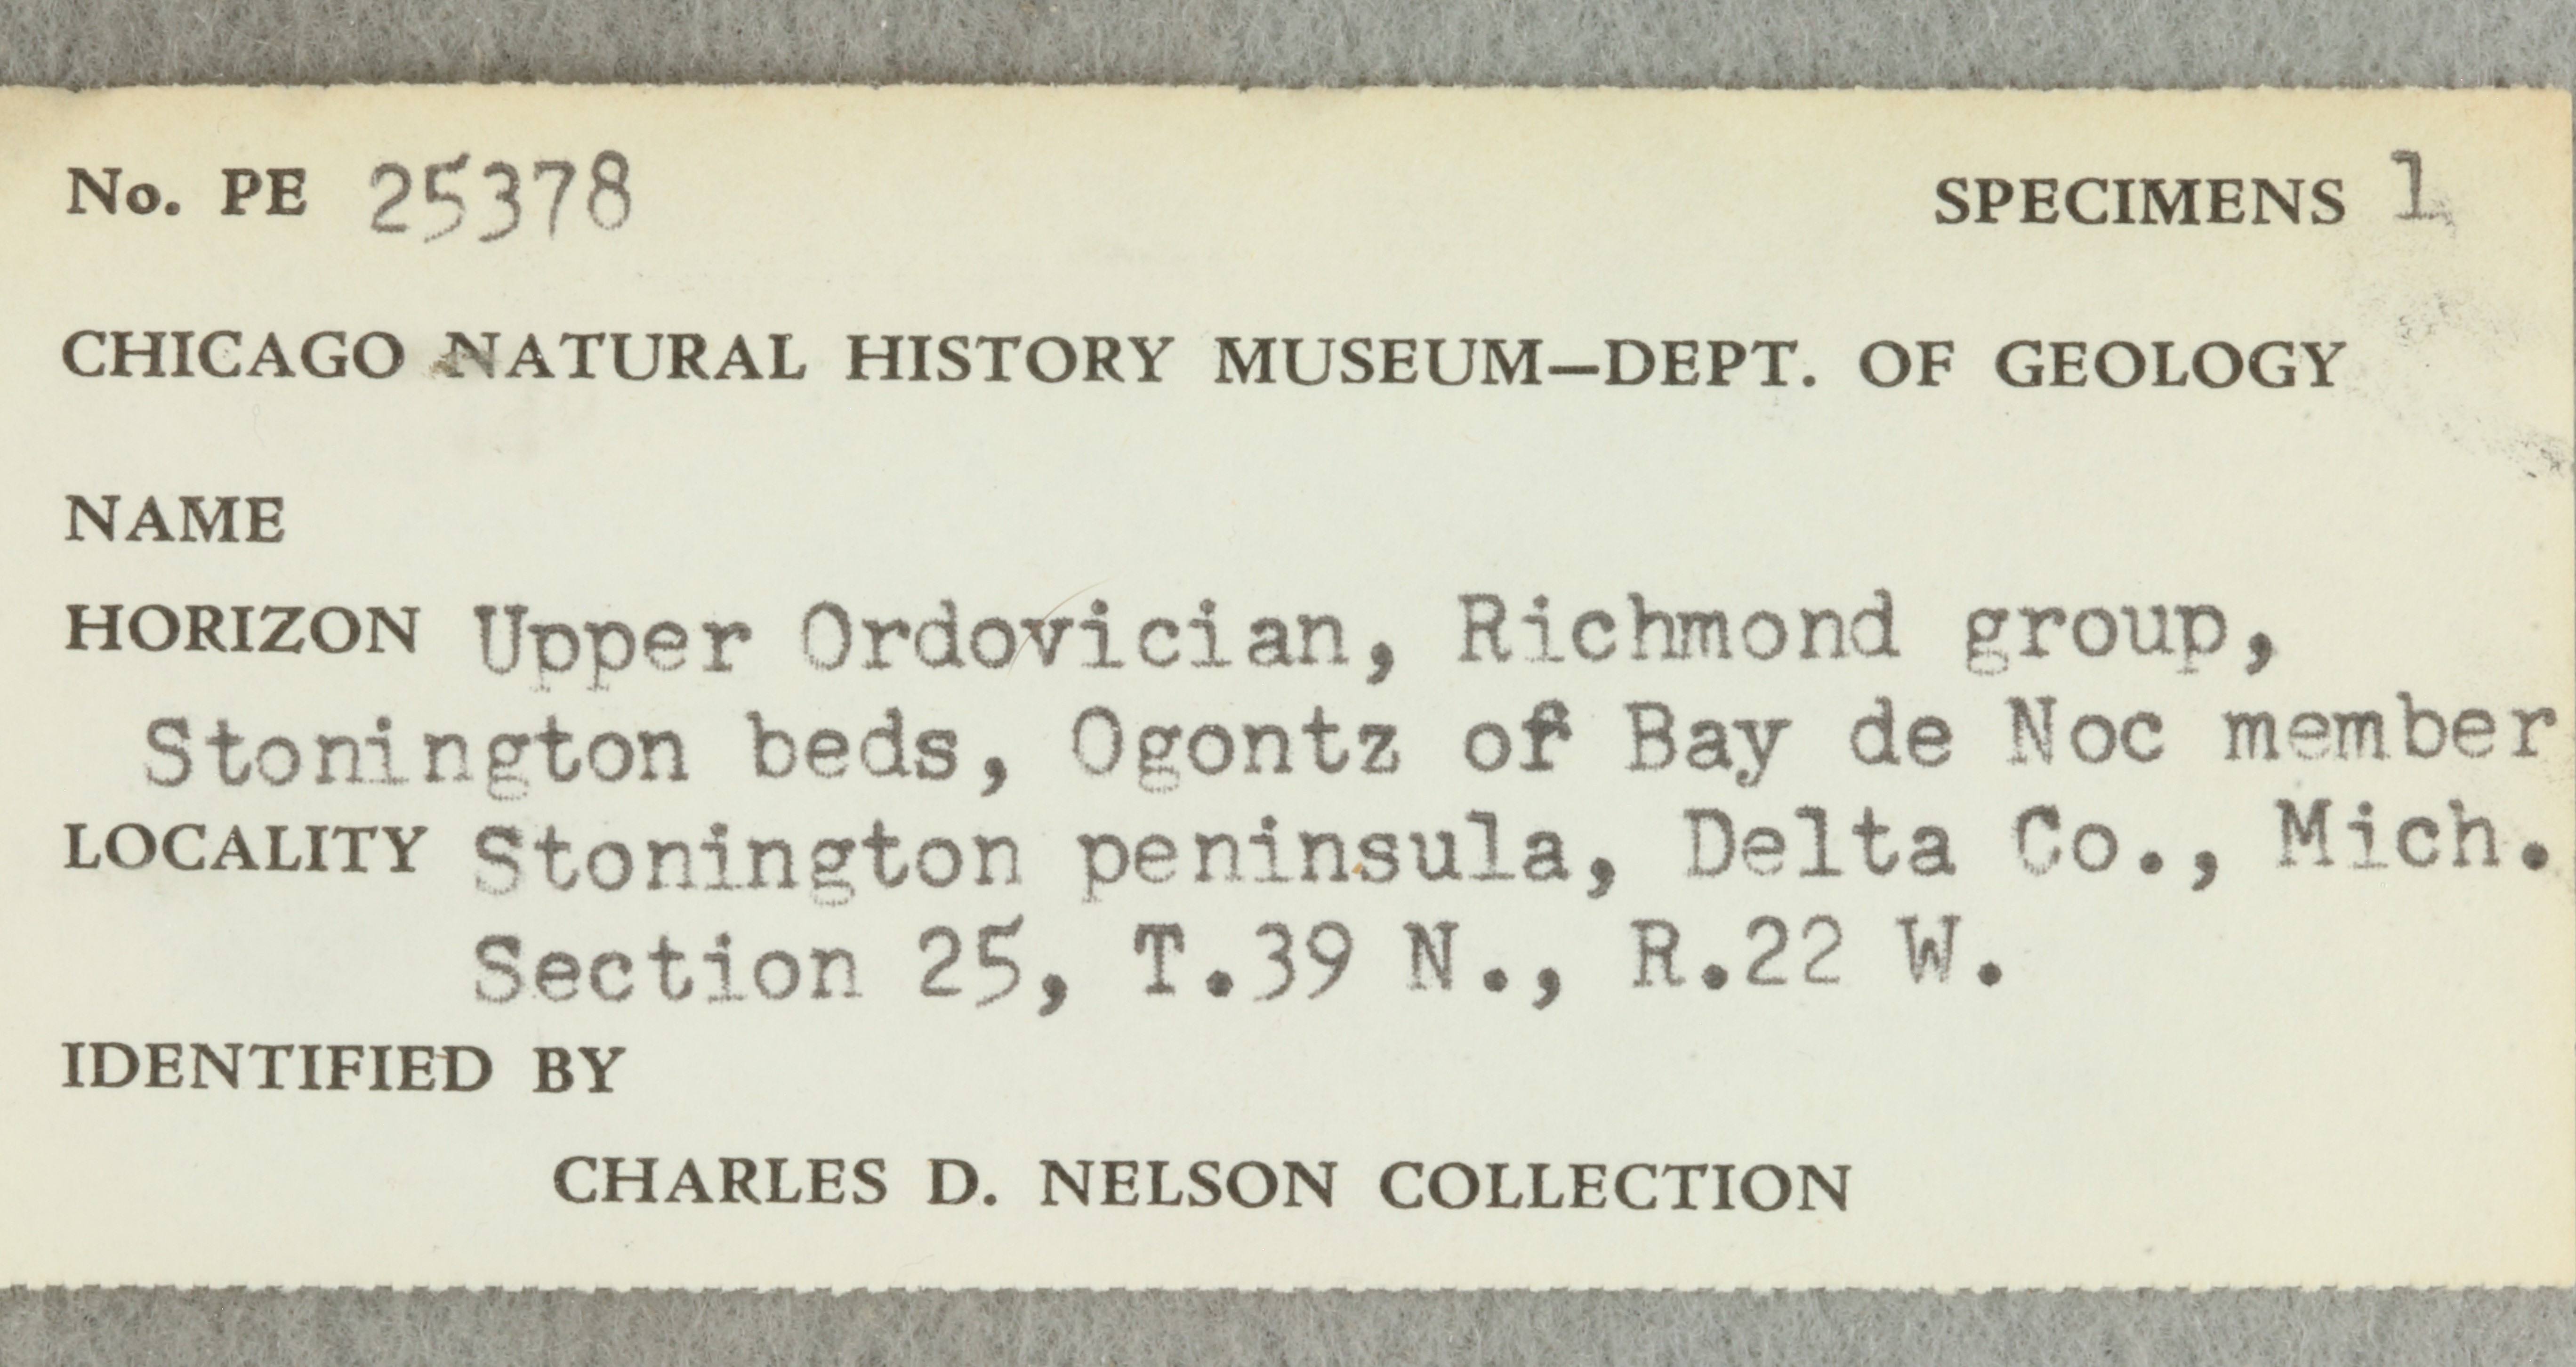 No. PE 25378 SPECIMENS 1
CHICAGO NATURAL HISTORY MUSEUM—DEPT. OF GEOLOGY
NAME
HORIZON Upper Ordovician, Richmond group,
Stonington beds, Ogontz of Bay de Noc member
LOCALITY Stonington peninsula, Delta Co., Mich.
Section 25, T.39 N., R.22 W.
IDENTIFIED BY
CHARLES D. NELSON COLLECTION